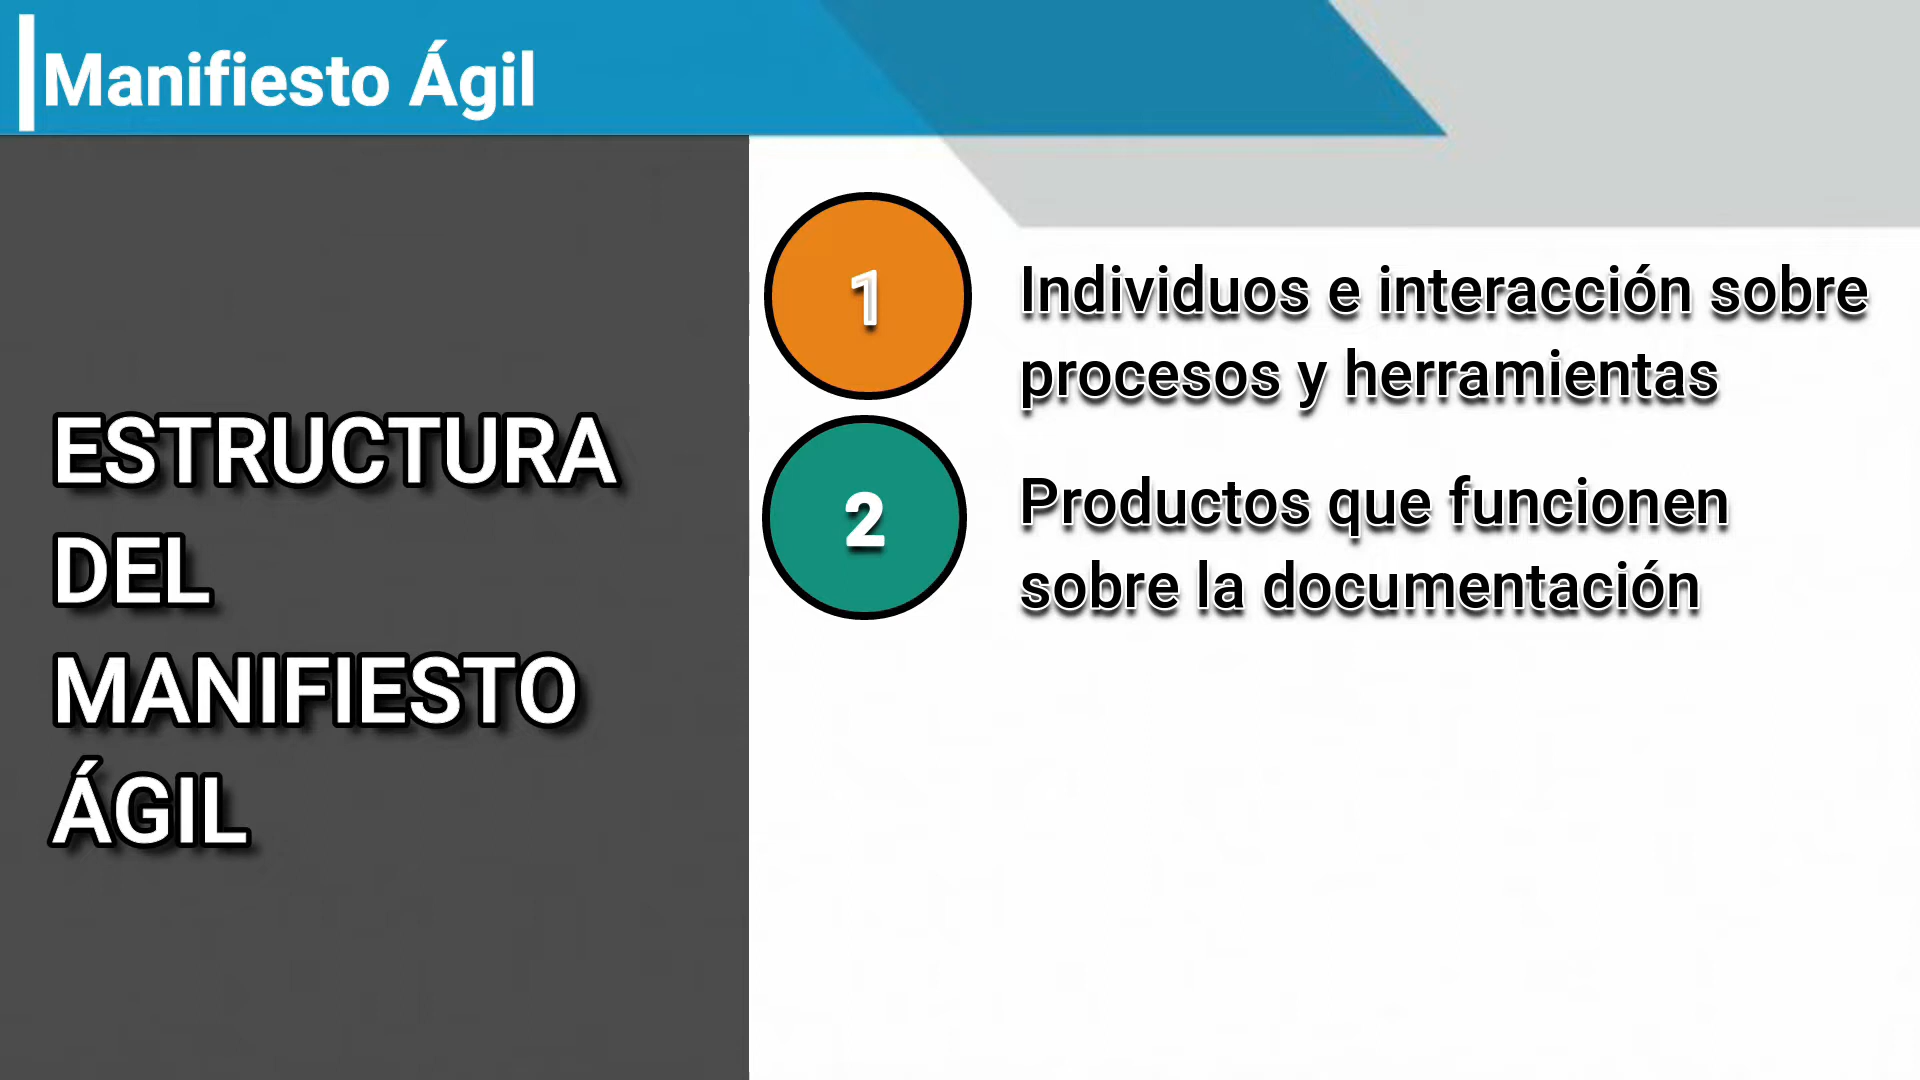 Manifiesto Ágil
ESTRUCTURA
DEL
MANIFIESTO
ÁGIL
1
Individuos e interacción sobre
procesos y herramientas
2
Productos que funcionen
sobre la documentación